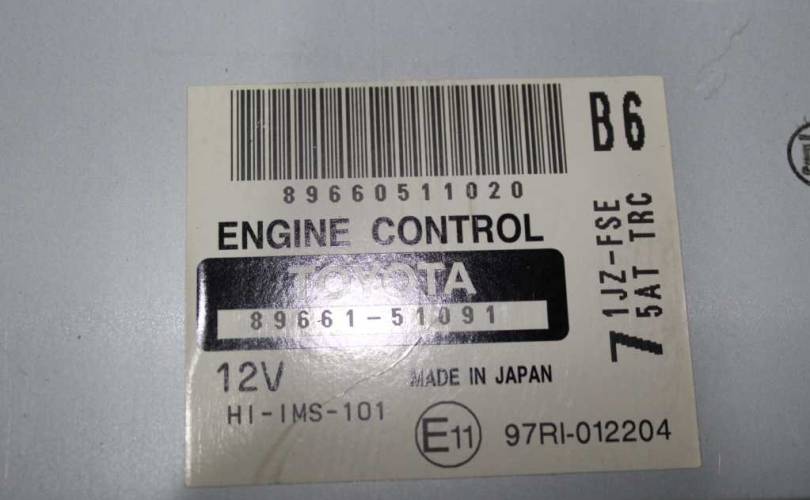 B6
89660511020
ENGINE CONTROL
TOYOTA
89661-51091
12V
MADE IN JAPAN
HI-IMS-101
E11
97RI-012204
1JZ-FSE
5AT TRC
7